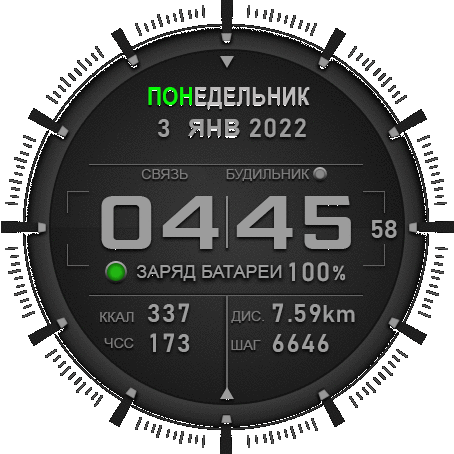 ПОНЕДЕЛЬНИК
3 ЯНВ 2022
СВЯЗЬ БУДИЛЬНИК
04 45 58
ЗАРЯД БАТАРЕИ 100%
ККАЛ 337 ДИС. 7.59km
ЧСС 173 ШАГ 6646